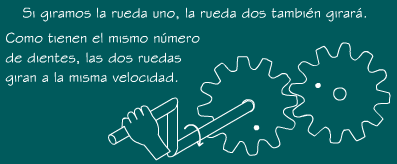 Si giramos la rueda uno, la rueda dos también girará.
Como tienen el mismo número
de dientes, las dos ruedas
giran a la misma velocidad.